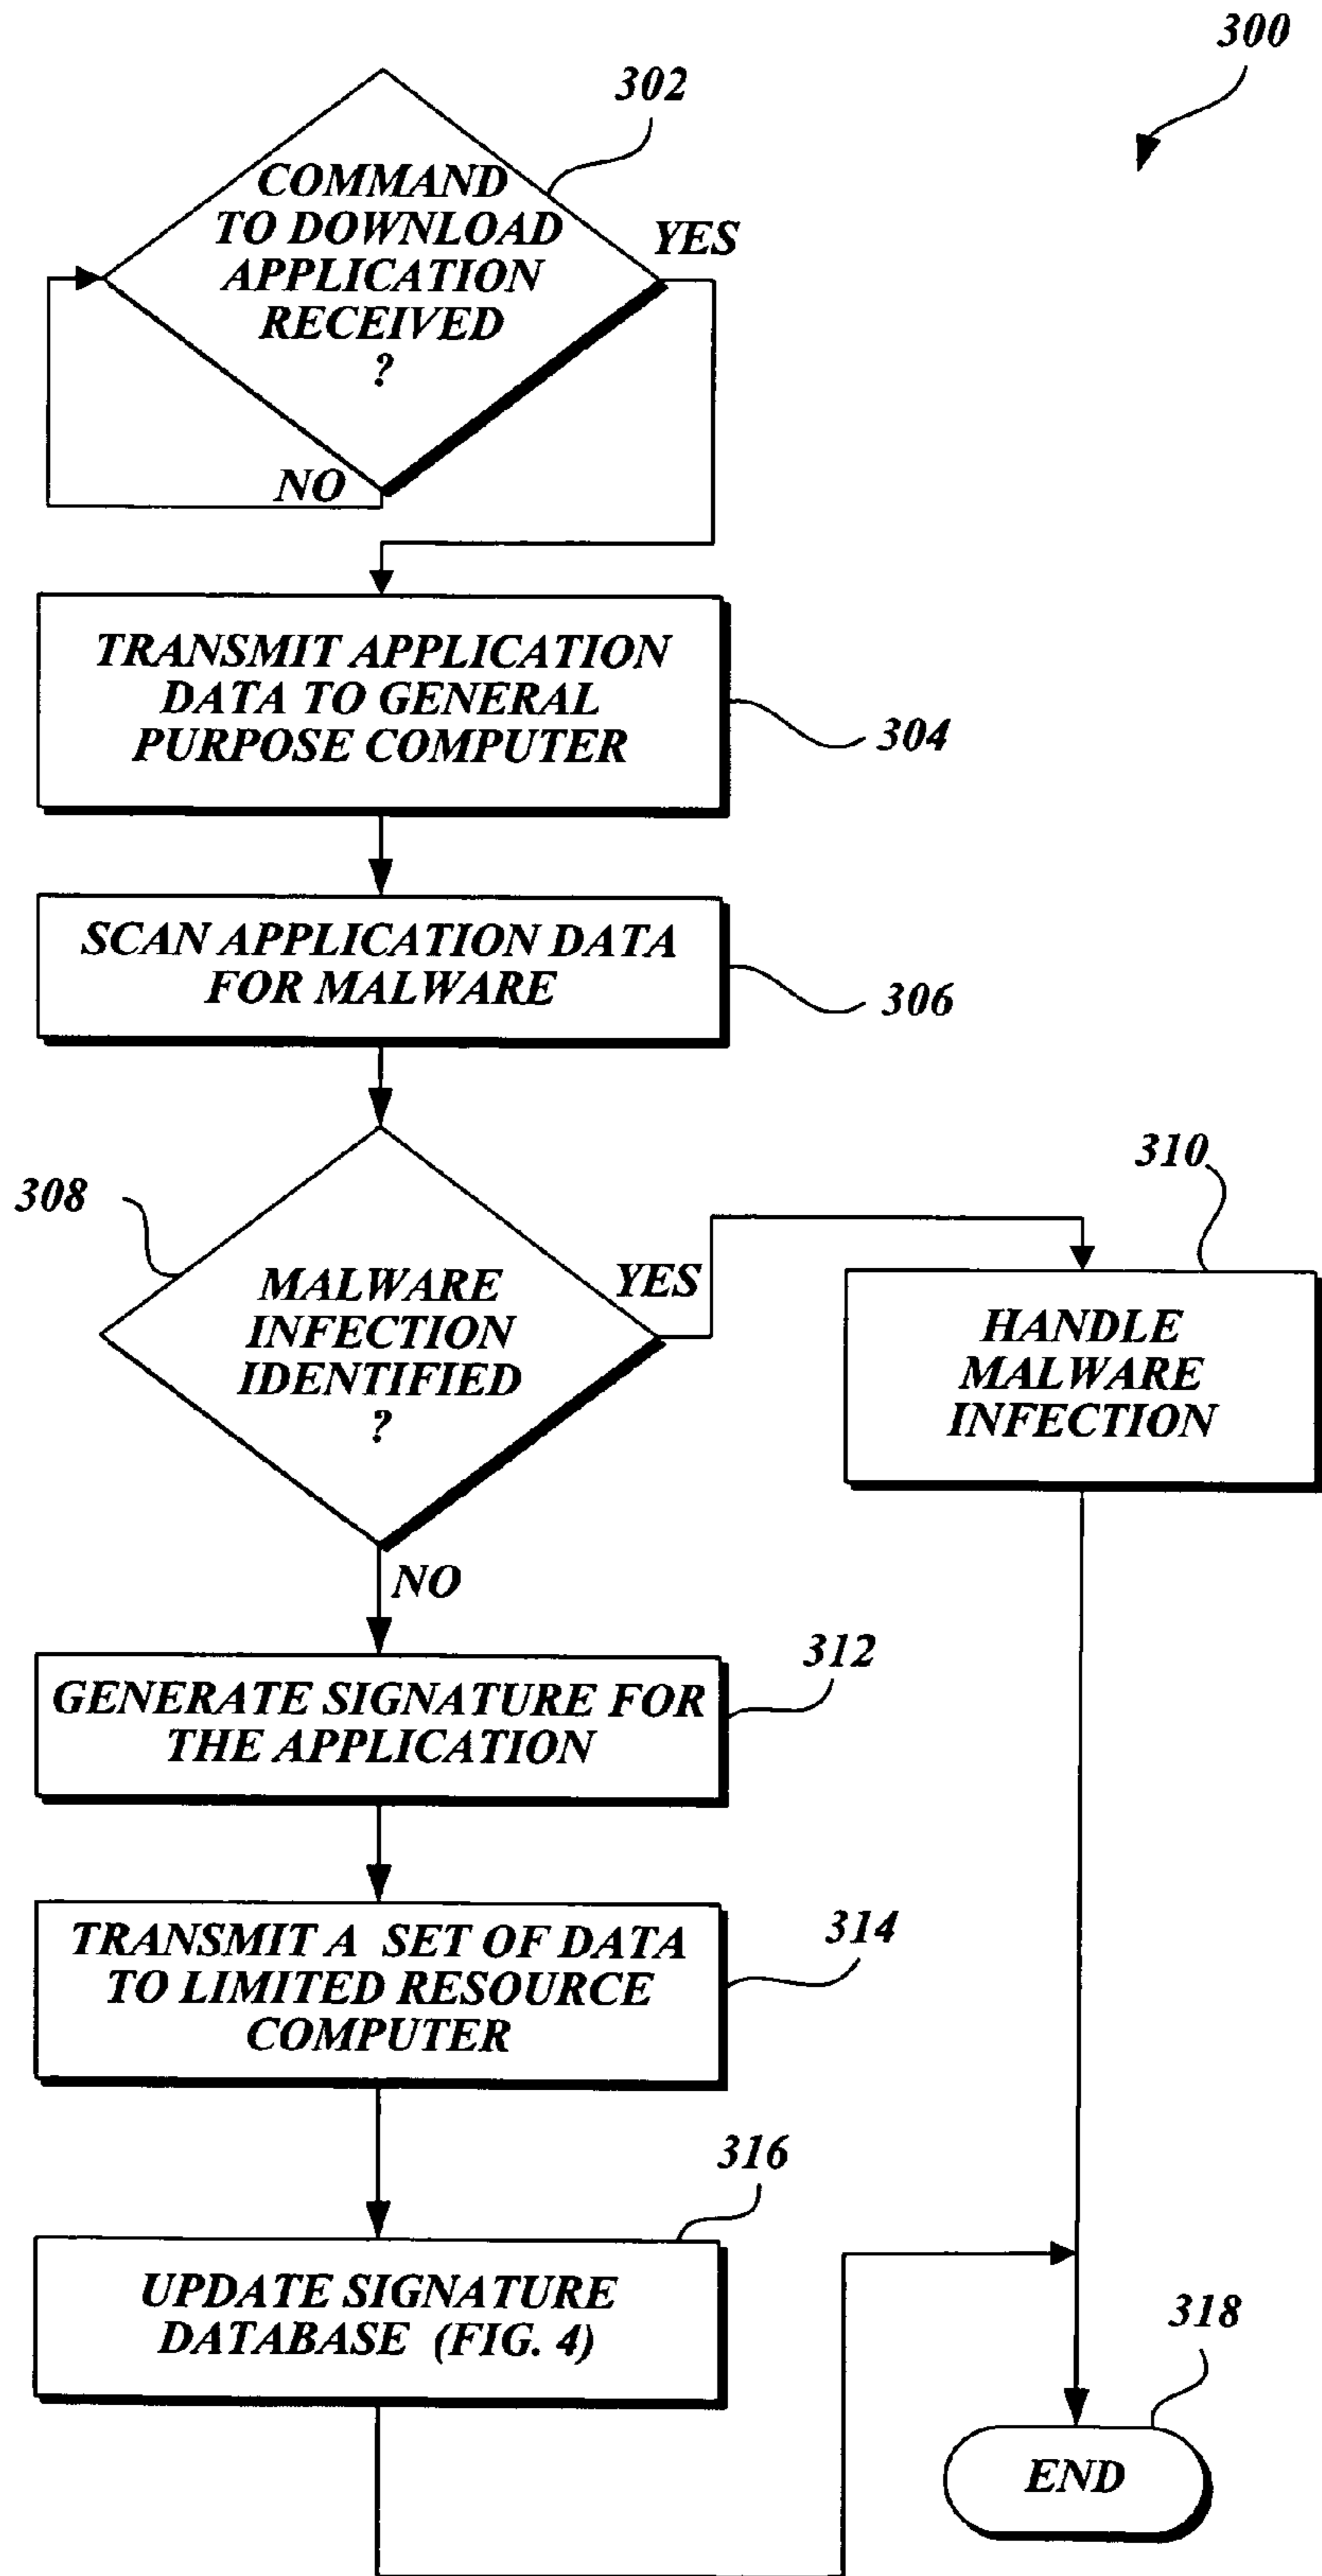 300
302
COMMAND
TO DOWNLOAD
APPLICATION
RECEIVED
?
YES
NO
TRANSMIT APPLICATION
DATA TO GENERAL
PURPOSE COMPUTER
304
SCAN APPLICATION DATA
FOR MALWARE
306
308
MALWARE
INFECTION
IDENTIFIED
?
YES
310
HANDLE
MALWARE
INFECTION
NO
312
GENERATE SIGNATURE FOR
THE APPLICATION
314
TRANSMIT A SET OF DATA
TO LIMITED RESOURCE
COMPUTER
316
UPDATE SIGNATURE
DATABASE (FIG. 4)
318
END